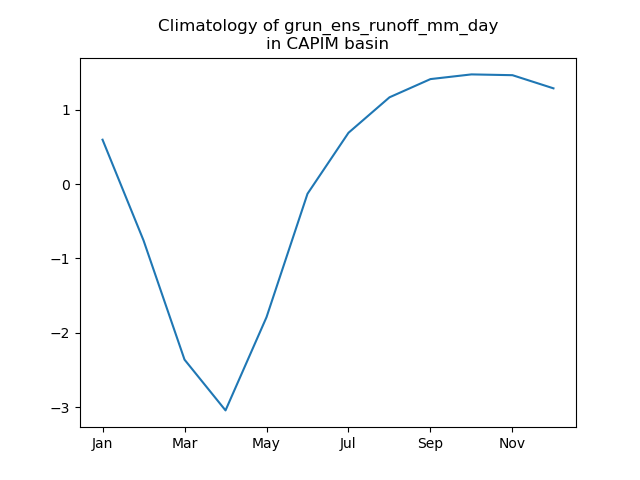 Climatology of grun_ens_runoff_mm_day
in CAPIM basin
1
0
−1
−2
−3
Jan
Mar
May
Jul
Sep
Nov